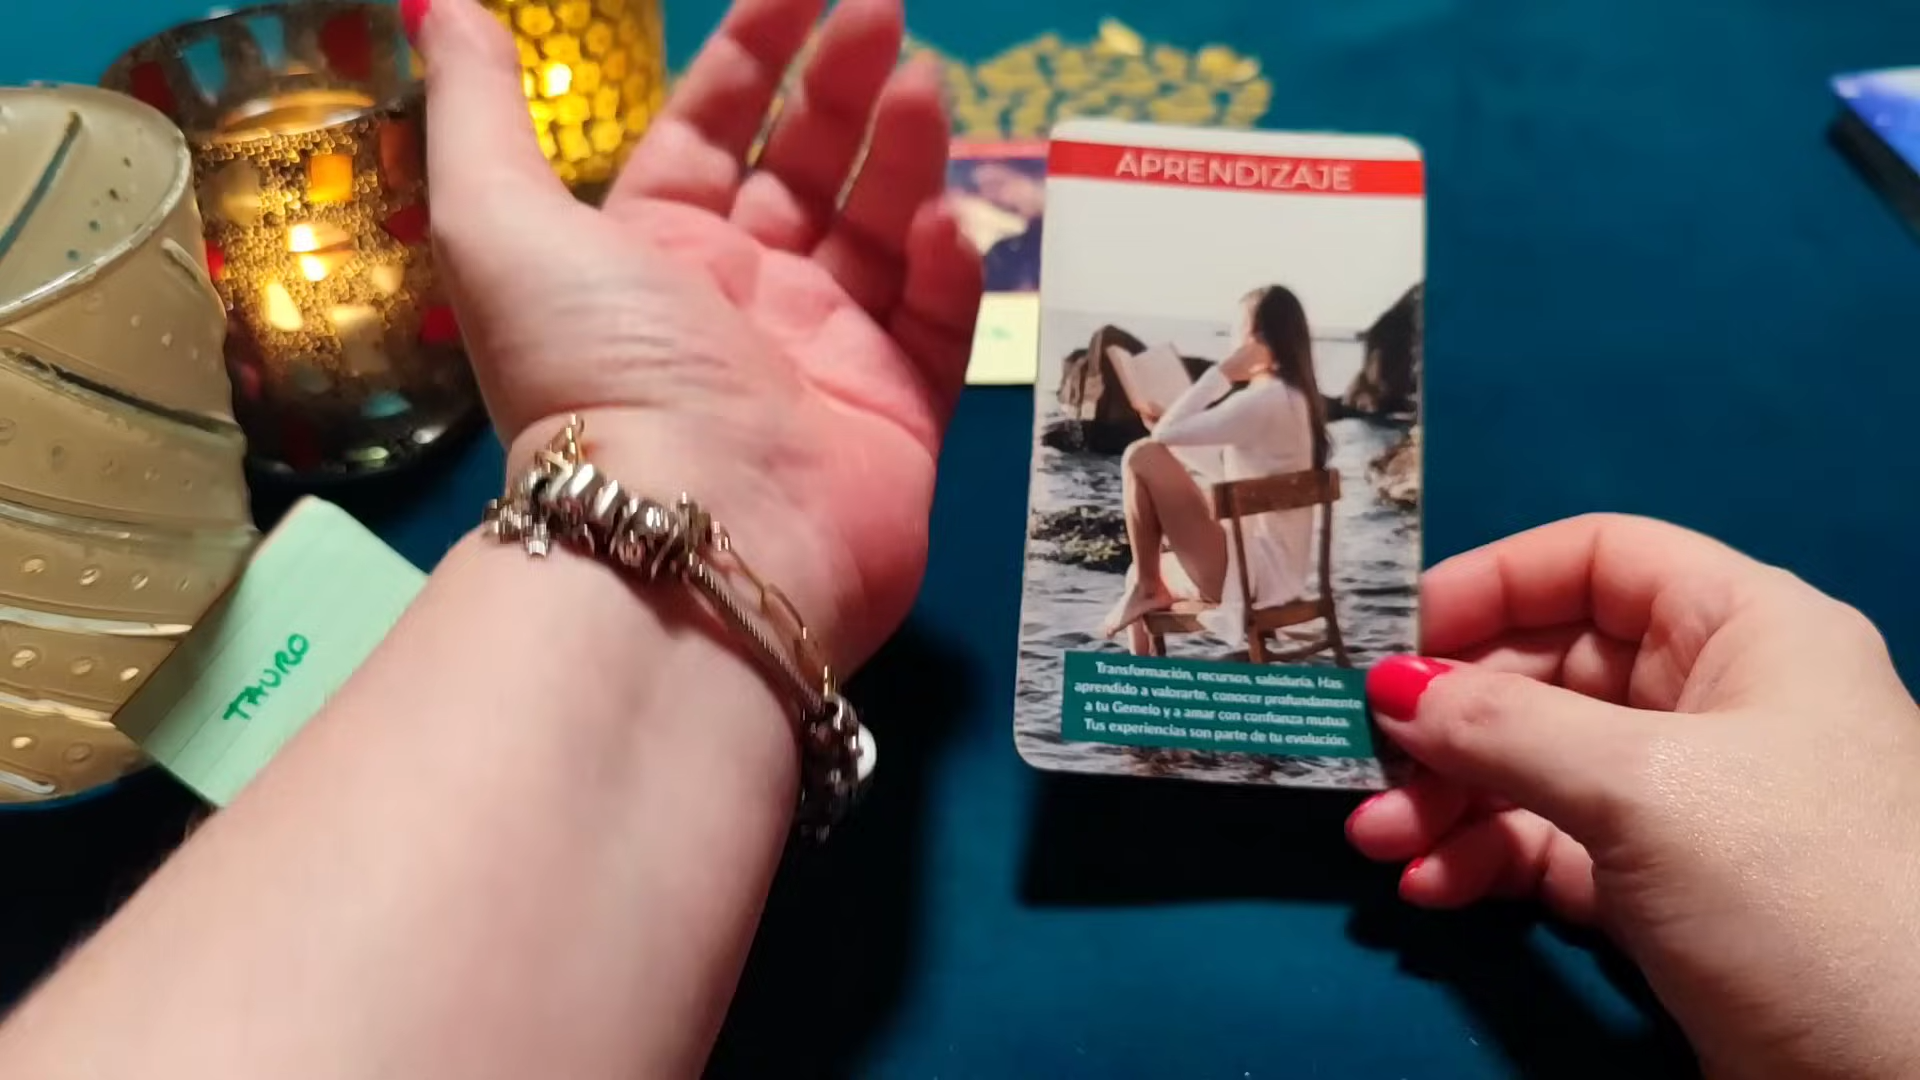 APRENDIZAJE
Transformación, recursos, sabiduría. Has
aprendido a valorarte, conocer profundamente
a tu Gemelo y a amar con confianza mutua.
Tus experiencias son parte de tu evolución.
TAURO